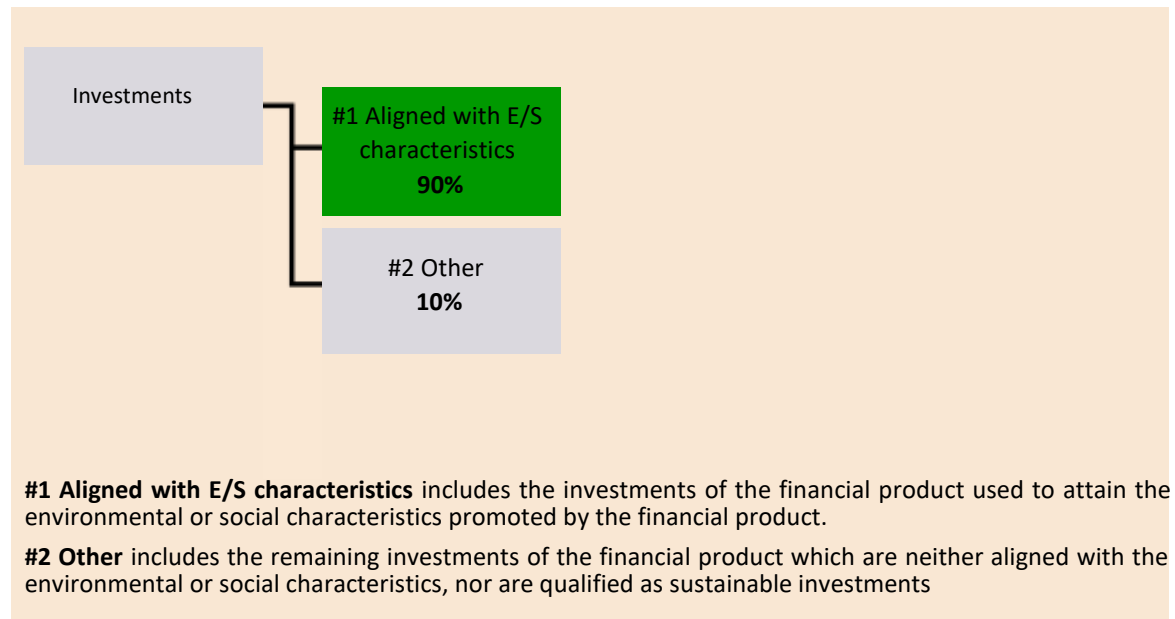 Investments
#1 Aligned with E/S
characteristics
90%
#2 Other
10%
#1 Aligned with E/S characteristics includes the investments of the financial product used to attain the
environmental or social characteristics promoted by the financial product.
#2 Other includes the remaining investments of the financial product which are neither aligned with the
environmental or social characteristics, nor are qualified as sustainable investments